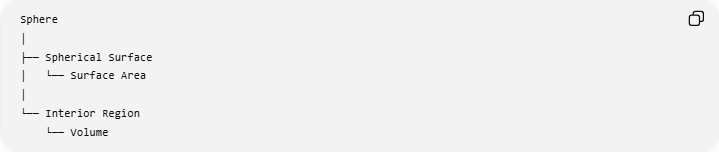 Sphere
│
├── Spherical Surface
│   └── Surface Area
│
└── Interior Region
    └── Volume